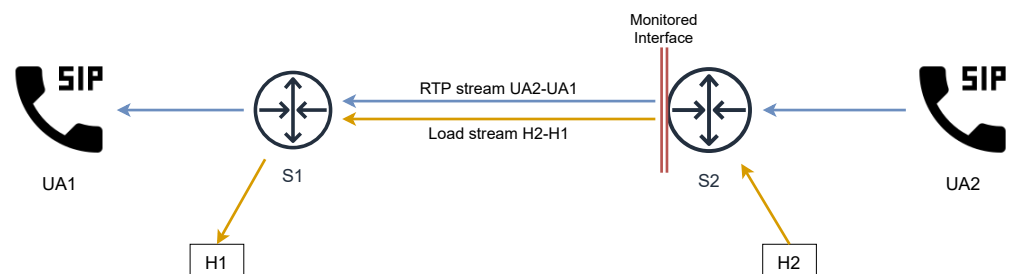 Monitored
Interface
SIP
SIP
RTP stream UA2-UA1
Load stream H2-H1
UA1
S1
S2
UA2
H1
H2